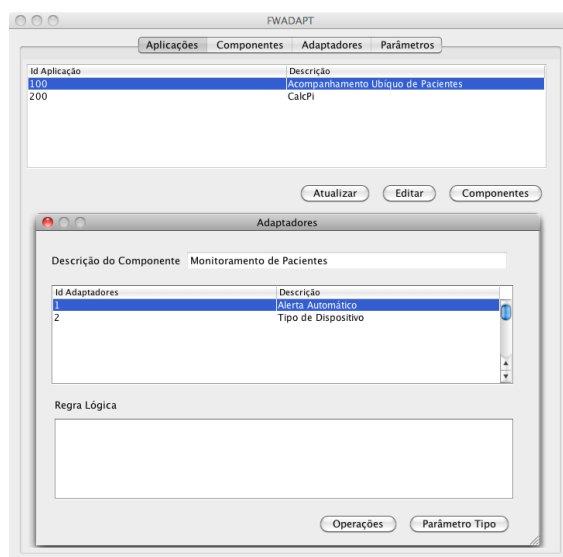 FWADAPT
Aplicações Componentes Adaptadores Parâmetros
Id Aplicação Descrição
100 Acompanhamento Ubíquo de Pacientes
200 CalcPi
Atualizar Editar Componentes
Adaptadores
Descrição do Componente Monitoramento de Pacientes
Id Adaptadores Descrição
1 Alerta Automático
2 Tipo de Dispositivo
Regra Lógica
Operações Parâmetro Tipo